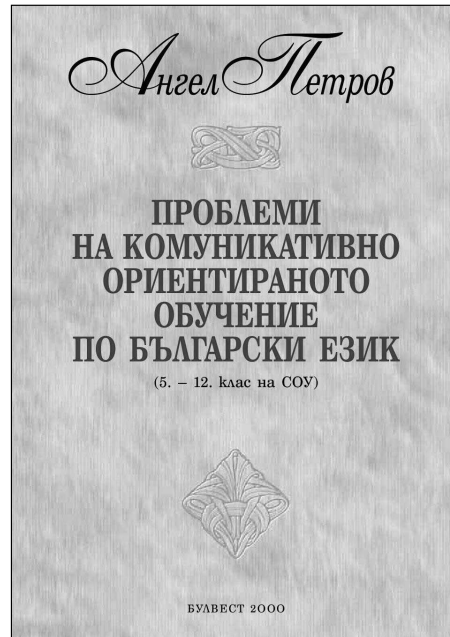 Ангел Петров
ПРОБЛЕМИ
НА КОМУНИКАТИВНО
ОРИЕНТИРАНОТО
ОБУЧЕНИЕ
ПО БЪЛГАРСКИ ЕЗИК
(5. – 12. клас на СОУ)
БУЛВЕСТ 2000